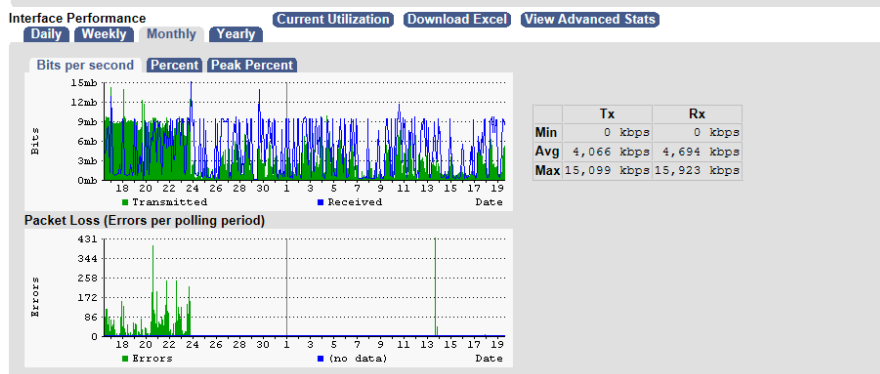 Interface Performance
Current Utilization Download Excel View Advanced Stats
Daily Weekly Monthly Yearly
Bits per second Percent Peak Percent
15mb
12mb
9mb
6mb
3mb
0mb
Bits
18 20 22 24 26 28 30 1 3 5 7 9 11 13 15 17 19
Transmitted Received Date
Tx Rx
Min 0 kbps 0 kbps
Avg 4,066 kbps 4,694 kbps
Max 15,099 kbps 15,923 kbps
Packet Loss (Errors per polling period)
431
344
258
172
86
0
Errors
18 20 22 24 26 28 30 1 3 5 7 9 11 13 15 17 19
Errors (no data) Date